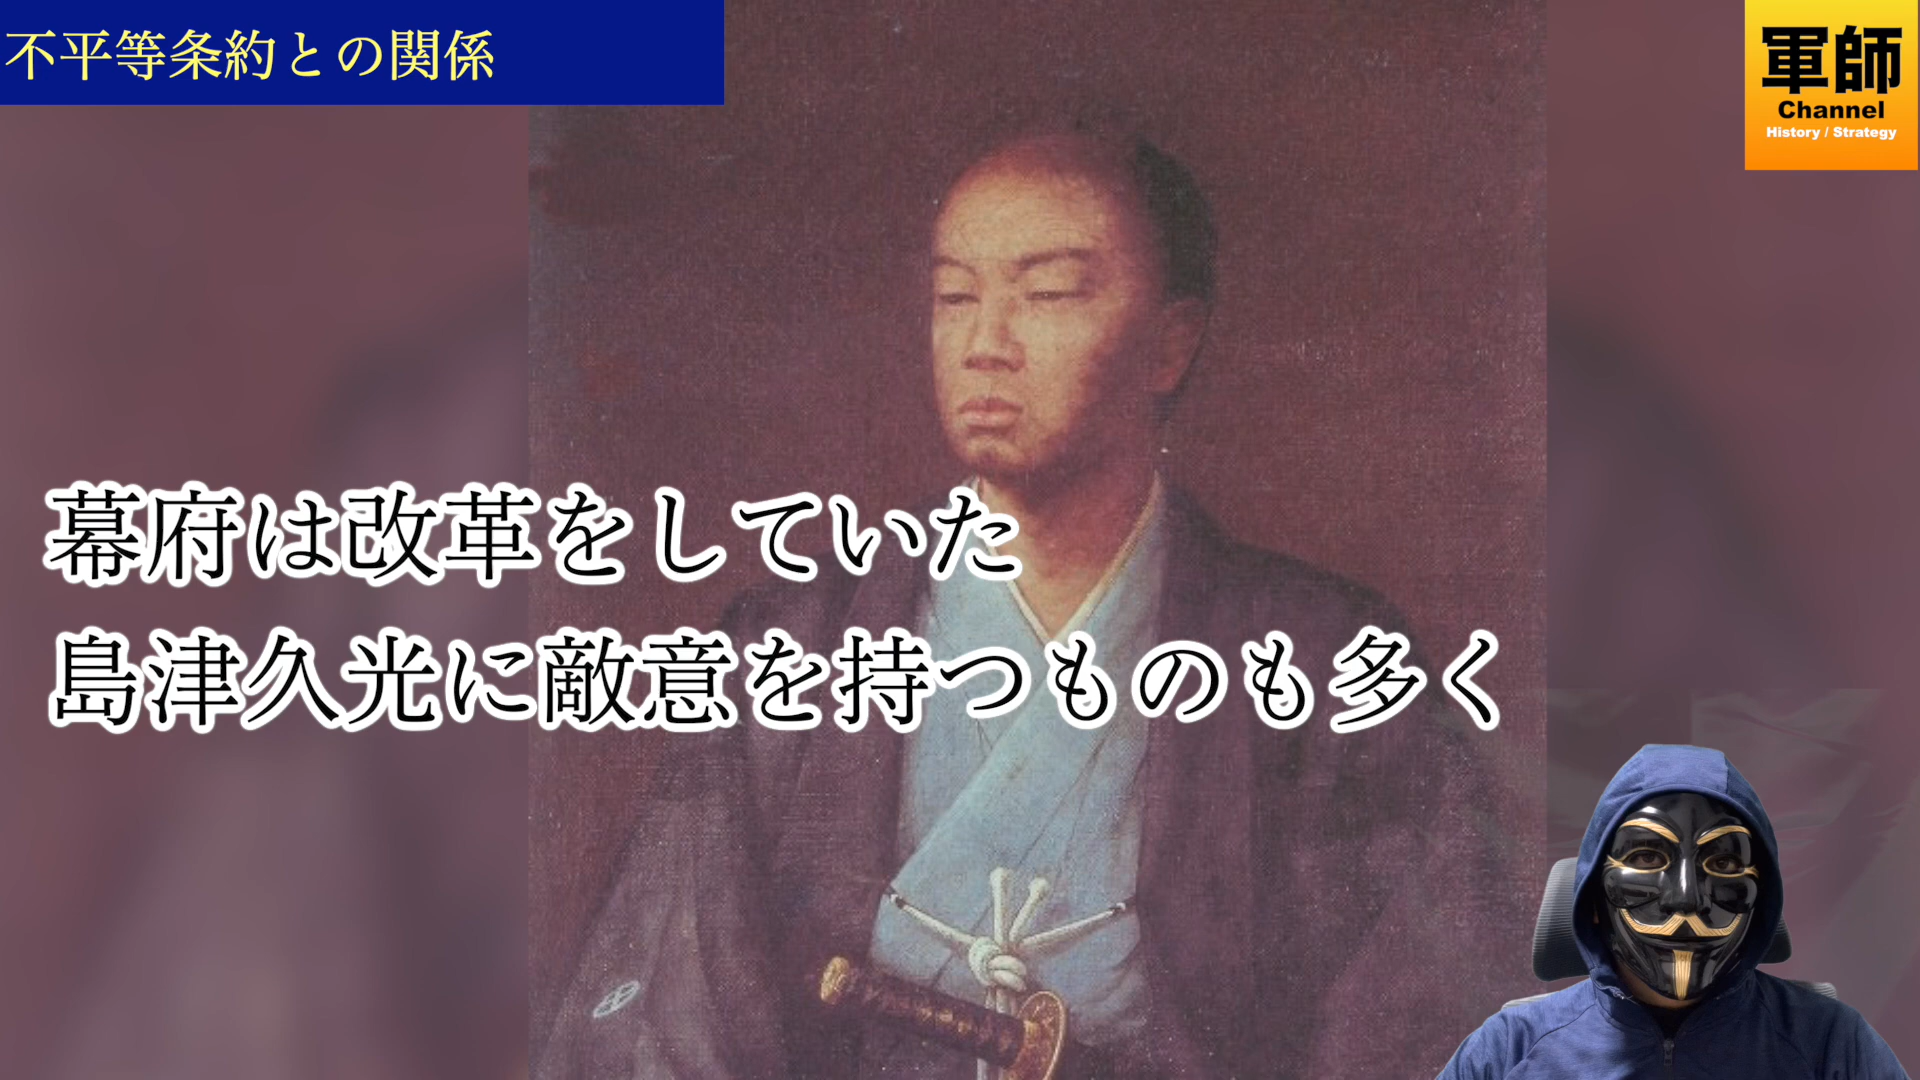 不平等条約との関係
軍師
Channel
History / Strategy
幕府は改革をしていた
島津久光に敵意を持つものも多く